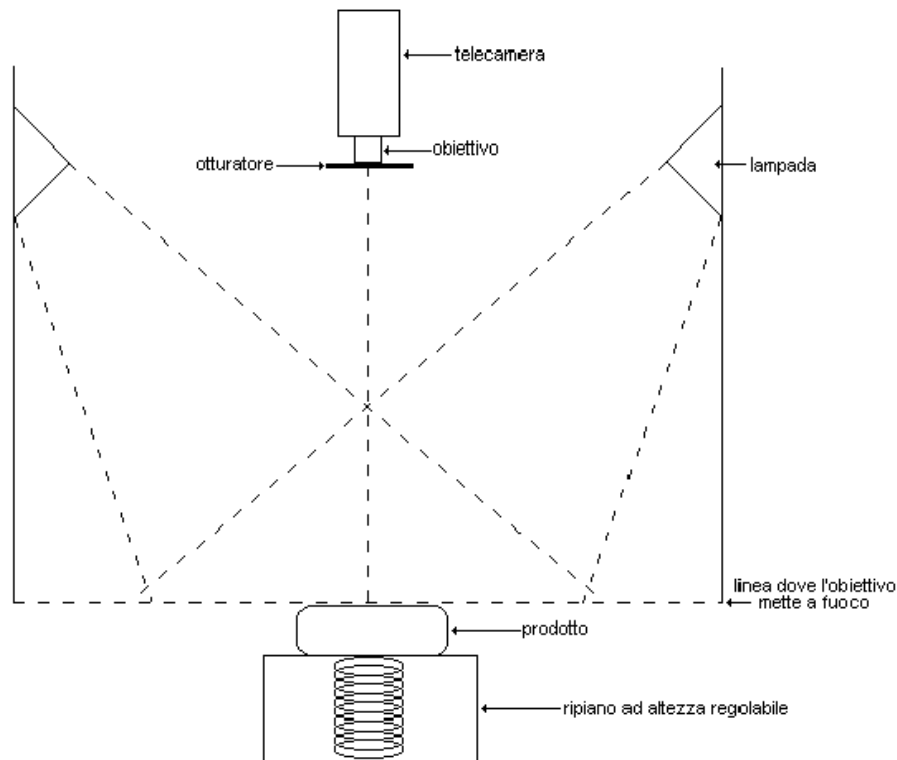 telecamera
obiettivo
otturatore
lampada
linea dove l'obiettivo
mette a fuoco
prodotto
ripiano ad altezza regolabile